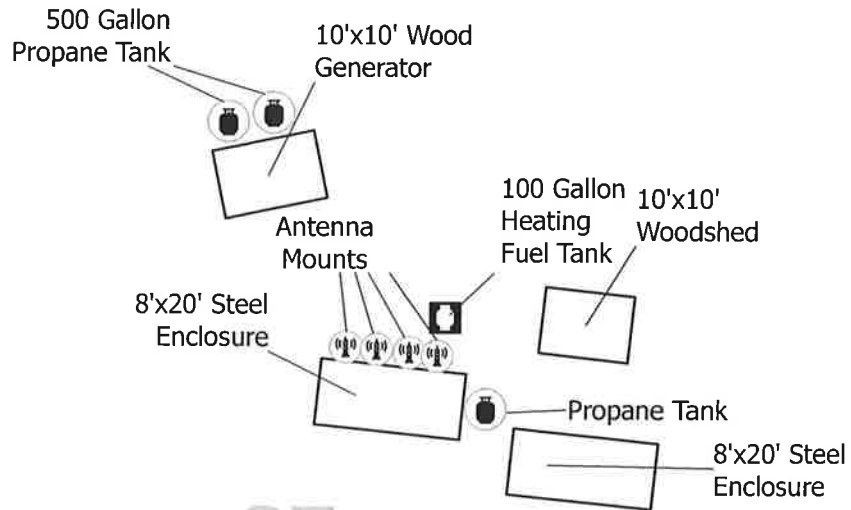 500 Gallon
Propane Tank
10'x10' Wood
Generator
Antenna
Mounts
100 Gallon
Heating
Fuel Tank
10'x10'
Woodshed
8'x20' Steel
Enclosure
Propane Tank
8'x20' Steel
Enclosure